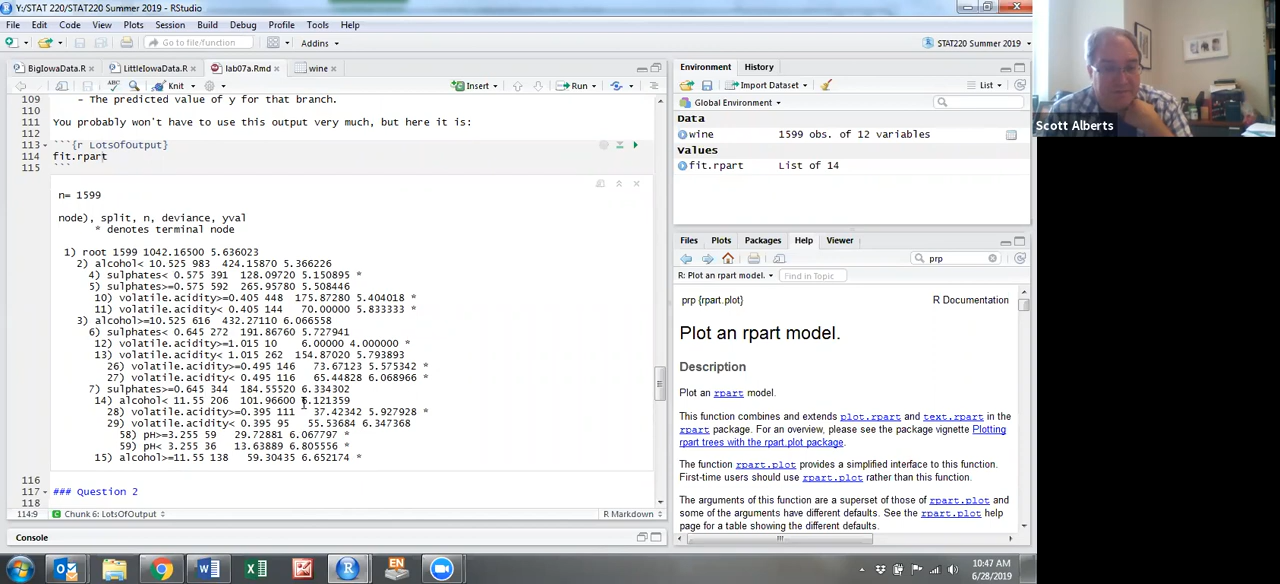 Y:/STAT 220/STAT220 Summer 2019 - RStudio
File Edit Code View Plots Session Build Debug Profile Tools Help
Go to file/function
Addins
STAT220 Summer 2019
BigIowaData.R
LittleIowaData.R
lab07a.Rmd
wine
Knit
Insert
Run
109 - The predicted value of y for that branch.
110
111 You probably won't have to use this output very much, but here it is:
112
113 ```{r LotsOfOutput}
114 fit.rpart
115 ```
n= 1599
node), split, n, deviance, yval
* denotes terminal node
1) root 1599 1042.16500 5.636023
2) alcohol< 10.525 983 424.15870 5.366226
4) sulphates< 0.575 391 128.09720 5.150895 *
5) sulphates>=0.575 592 265.95780 5.508446
10) volatile.acidity>=0.405 448 175.87280 5.404018 *
11) volatile.acidity< 0.405 144 70.00000 5.833333 *
3) alcohol>=10.525 616 432.27110 6.066558
6) sulphates< 0.645 272 191.86760 5.727941
12) volatile.acidity>=1.015 10 6.00000 4.000000 *
13) volatile.acidity< 1.015 262 154.87020 5.793893
26) volatile.acidity>=0.495 146 73.67123 5.575342 *
27) volatile.acidity< 0.495 116 65.44828 6.068966 *
7) sulphates>=0.645 344 184.55520 6.334302
14) alcohol< 11.55 206 101.96600 6.121359
28) volatile.acidity>=0.395 111 37.42342 5.927928 *
29) volatile.acidity< 0.395 95 55.53684 6.347368
58) pH>=3.255 59 29.72881 6.067797 *
59) pH< 3.255 36 13.63889 6.805556 *
15) alcohol>=11.55 138 59.30435 6.652174 *
116
117 ### Question 2
118
114:9 Chunk 6: LotsOfOutput R Markdown
Console
Environment History
Import Dataset List
Global Environment
Data
wine 1599 obs. of 12 variables
Values
fit.rpart List of 14
Files Plots Packages Help Viewer
prp
R: Plot an rpart model. Find in Topic
prp {rpart.plot} R Documentation
Plot an rpart model.
Description
Plot an rpart model.
This function combines and extends plot.rpart and text.rpart in the
rpart package. For an overview, please see the package vignette Plotting
rpart trees with the rpart.plot package.
The function rpart.plot provides a simplified interface to this function.
First-time users should use rpart.plot rather than this function.
The arguments of this function are a superset of those of rpart.plot and
some of the arguments have different defaults. See the rpart.plot help
page for a table showing the different defaults.
Scott Alberts
EN
10:47 AM
6/28/2019